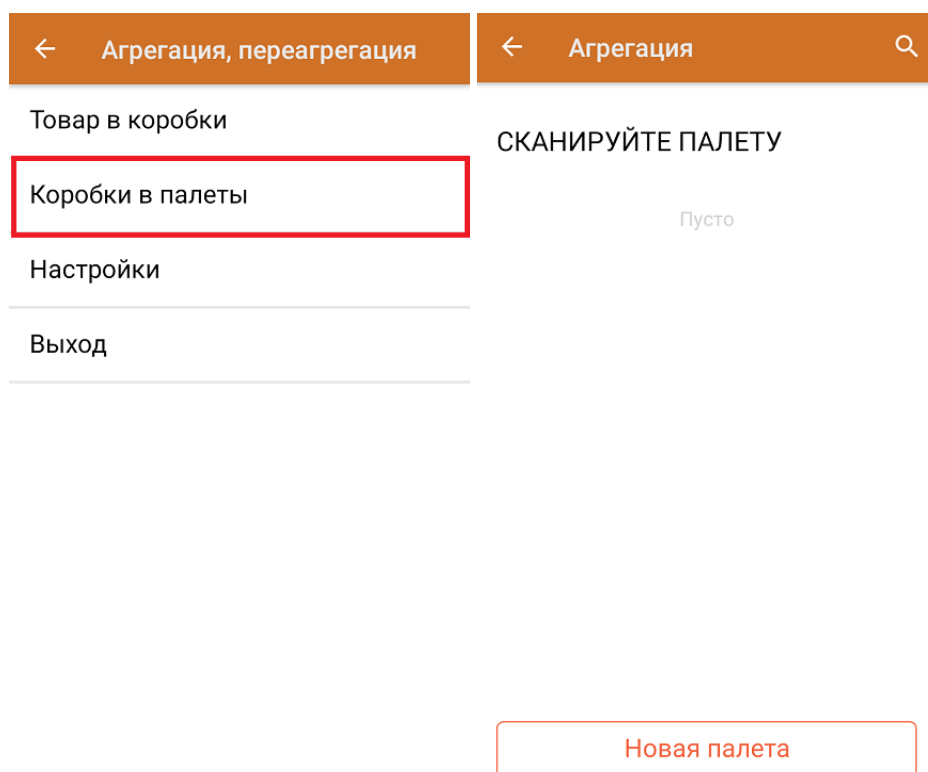 Агрегация, переагрегация
Товар в коробки
Коробки в палеты
Настройки
Выход
Агрегация
СКАНИРУЙТЕ ПАЛЕТУ
Пусто
Новая палета